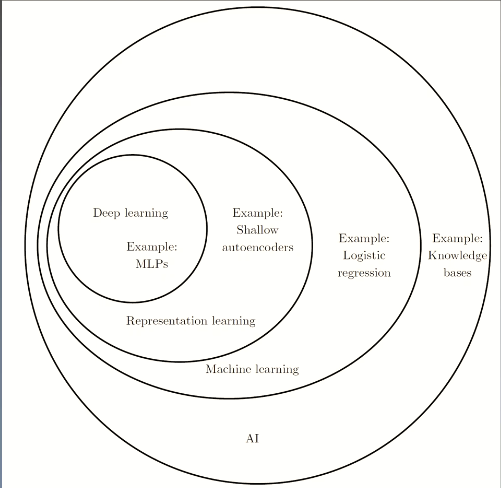 Deep learning
Example:
MLPs
Example:
Shallow
autoencoders
Example:
Logistic
regression
Example:
Knowledge
bases
Representation learning
Machine learning
AI